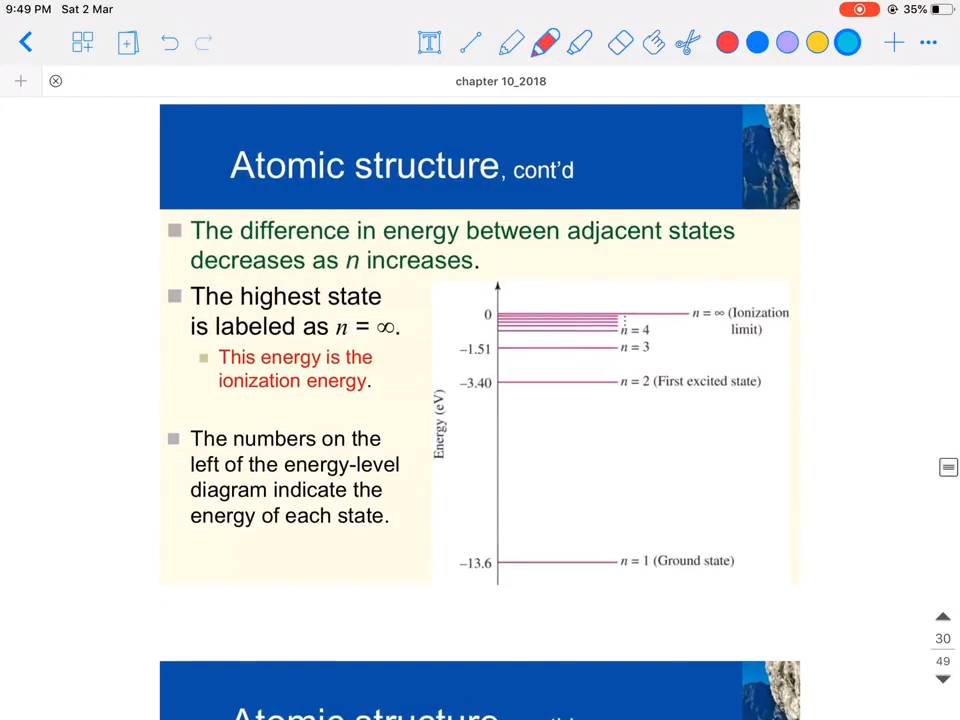 9:49 PM Sat 2 Mar
35%
chapter 10_2018
Atomic structure, cont'd
The difference in energy between adjacent states
decreases as n increases.
The highest state
is labeled as n = ∞.
This energy is the
ionization energy.
The numbers on the
left of the energy-level
diagram indicate the
energy of each state.
Energy (eV)
0
n = ∞ (Ionization
limit)
n = 4
−1.51
n = 3
−3.40
n = 2 (First excited state)
−13.6
n = 1 (Ground state)
30
49
Atomic structure